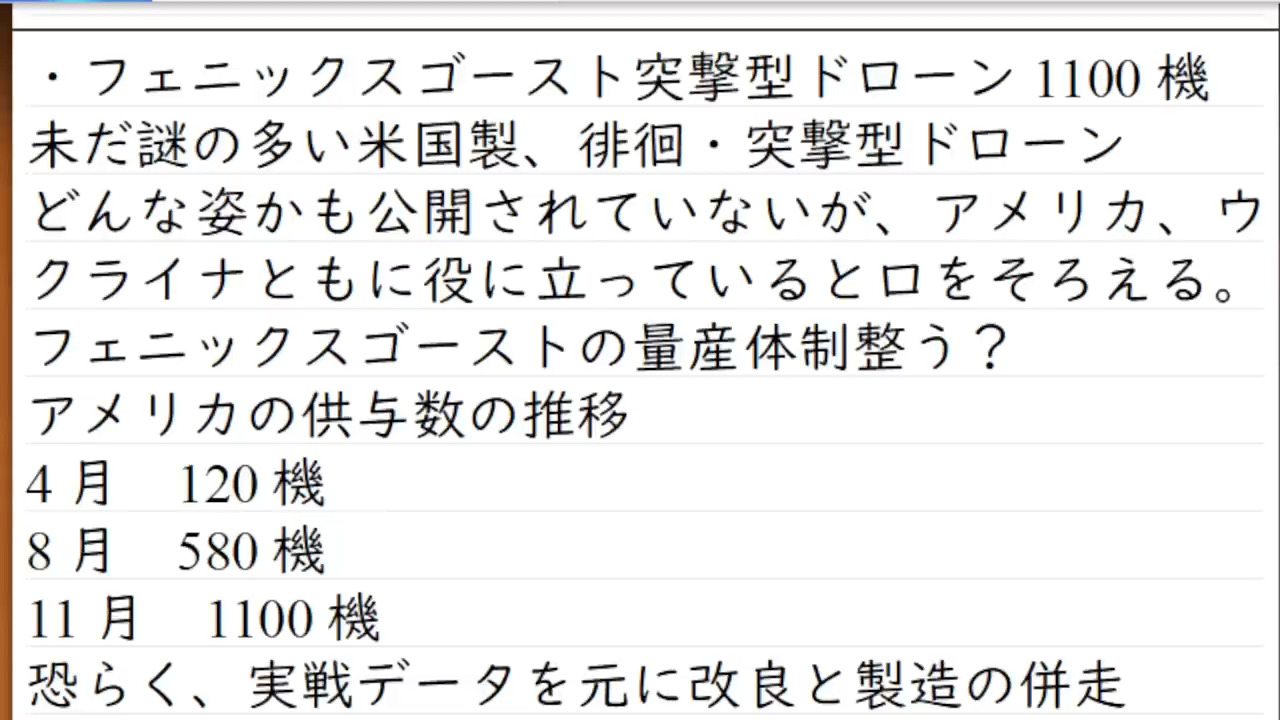 ・フェニックスゴースト突撃型ドローン 1100 機
未だ謎の多い米国製、徘徊・突撃型ドローン
どんな姿かも公開されていないが、アメリカ、ウ
クライナともに役に立っていると口をそろえる。
フェニックスゴーストの量産体制整う？
アメリカの供与数の推移
4 月　120 機
8 月　580 機
11 月　1100 機
恐らく、実戦データを元に改良と製造の併走